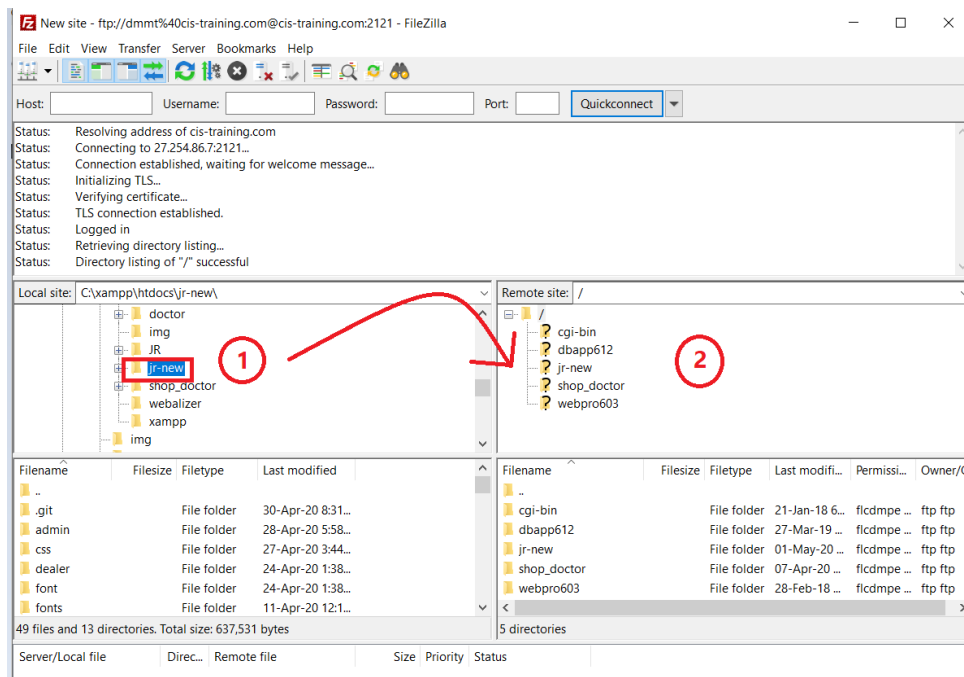 New site - ftp://dmmt%40cis-training.com@cis-training.com:2121 - FileZilla
File Edit View Transfer Server Bookmarks Help
Host: Username: Password: Port: Quickconnect
Status: Resolving address of cis-training.com
Status: Connecting to 27.254.86.7:2121...
Status: Connection established, waiting for welcome message...
Status: Initializing TLS...
Status: Verifying certificate...
Status: TLS connection established.
Status: Logged in
Status: Retrieving directory listing...
Status: Directory listing of "/" successful
Local site: C:\xampp\htdocs\jr-new\
doctor
img
JR
jr-new
shop_doctor
webalizer
xampp
img
1
Remote site: /
/
cgi-bin
dbapp612
jr-new
shop_doctor
webpro603
2
Filename Filesize Filetype Last modified
..
.git File folder 30-Apr-20 8:31...
admin File folder 28-Apr-20 5:58...
css File folder 27-Apr-20 3:44...
dealer File folder 24-Apr-20 1:38...
font File folder 24-Apr-20 1:38...
fonts File folder 11-Apr-20 12:1...
49 files and 13 directories. Total size: 637,531 bytes
Filename Filesize Filetype Last modifi... Permissi... Owner/
..
cgi-bin File folder 21-Jan-18 6... flcdmpe ... ftp ftp
dbapp612 File folder 27-Mar-19 ... flcdmpe ... ftp ftp
jr-new File folder 01-May-20 ... flcdmpe ... ftp ftp
shop_doctor File folder 07-Apr-20 ... flcdmpe ... ftp ftp
webpro603 File folder 28-Feb-18 ... flcdmpe ... ftp ftp
5 directories
Server/Local file Direc... Remote file Size Priority Status